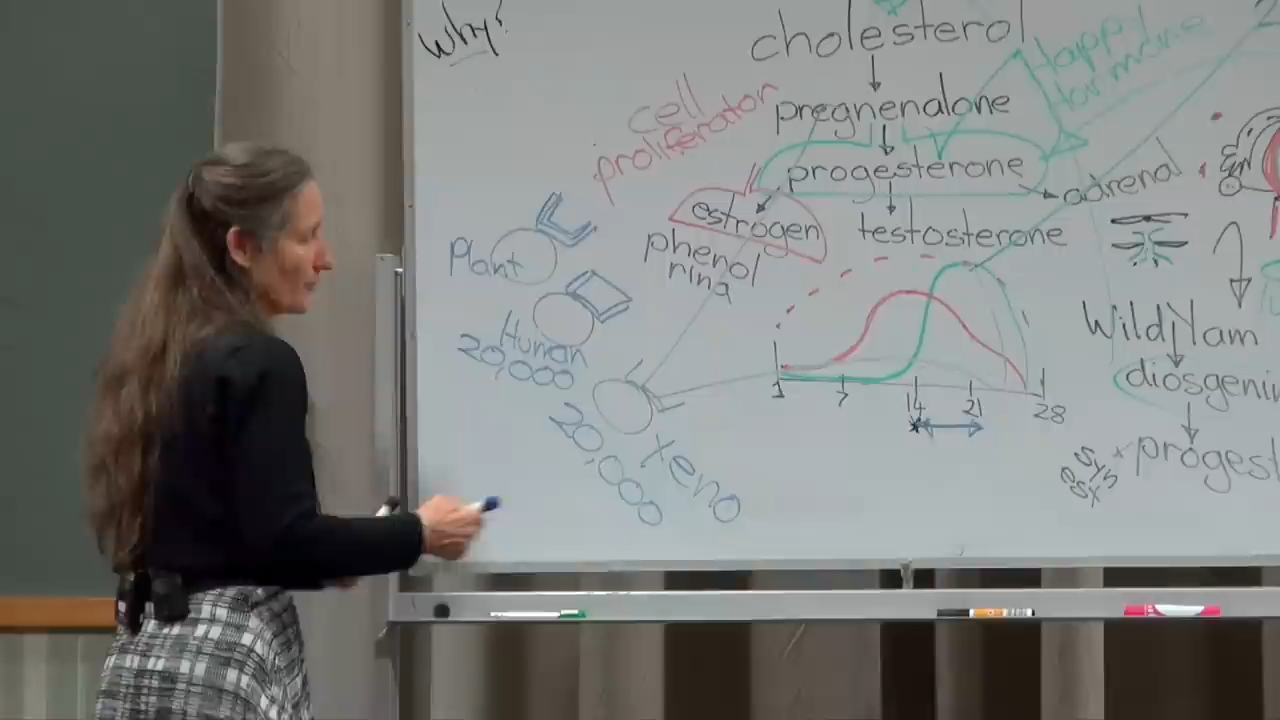 Why?
cholesterol
Happy
Hormone
cell
proliferator
pregnenalone
progesterone
adrenal
estrogen
testosterone
phenol
ring
Plant
Human
20,000
xeno
20,000
1 7 14 21 28
Wild Yam
diosgenin
progest